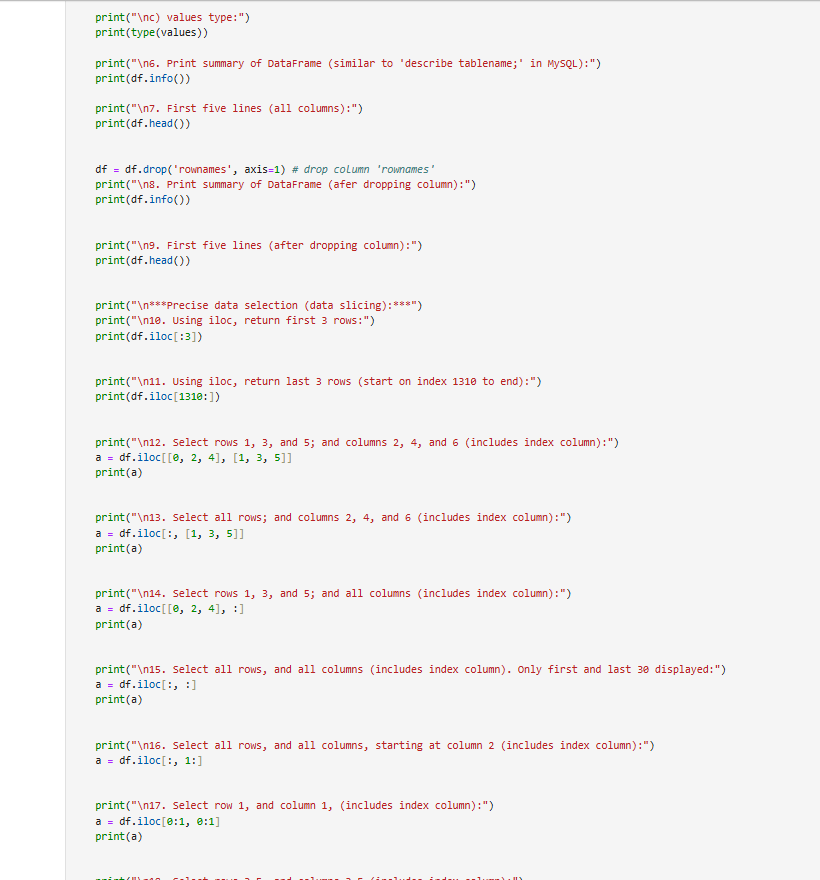 print("\nc) values type:")
print(type(values))
print("\n6. Print summary of DataFrame (similar to 'describe tablename;' in MySQL):")
print(df.info())
print("\n7. First five lines (all columns):")
print(df.head())
df = df.drop('rownames', axis=1) # drop column 'rownames'
print("\n8. Print summary of DataFrame (afer dropping column):")
print(df.info())
print("\n9. First five lines (after dropping column):")
print(df.head())
print("\n***Precise data selection (data slicing):***")
print("\n10. Using iloc, return first 3 rows:")
print(df.iloc[:3])
print("\n11. Using iloc, return last 3 rows (start on index 1310 to end):")
print(df.iloc[1310:])
print("\n12. Select rows 1, 3, and 5; and columns 2, 4, and 6 (includes index column):")
a = df.iloc[[0, 2, 4], [1, 3, 5]]
print(a)
print("\n13. Select all rows; and columns 2, 4, and 6 (includes index column):")
a = df.iloc[:, [1, 3, 5]]
print(a)
print("\n14. Select rows 1, 3, and 5; and all columns (includes index column):")
a = df.iloc[[0, 2, 4], :]
print(a)
print("\n15. Select all rows, and all columns (includes index column). Only first and last 30 displayed:")
a = df.iloc[:, :]
print(a)
print("\n16. Select all rows, and all columns, starting at column 2 (includes index column):")
a = df.iloc[:, 1:]
print("\n17. Select row 1, and column 1, (includes index column):")
a = df.iloc[0:1, 0:1]
print(a)